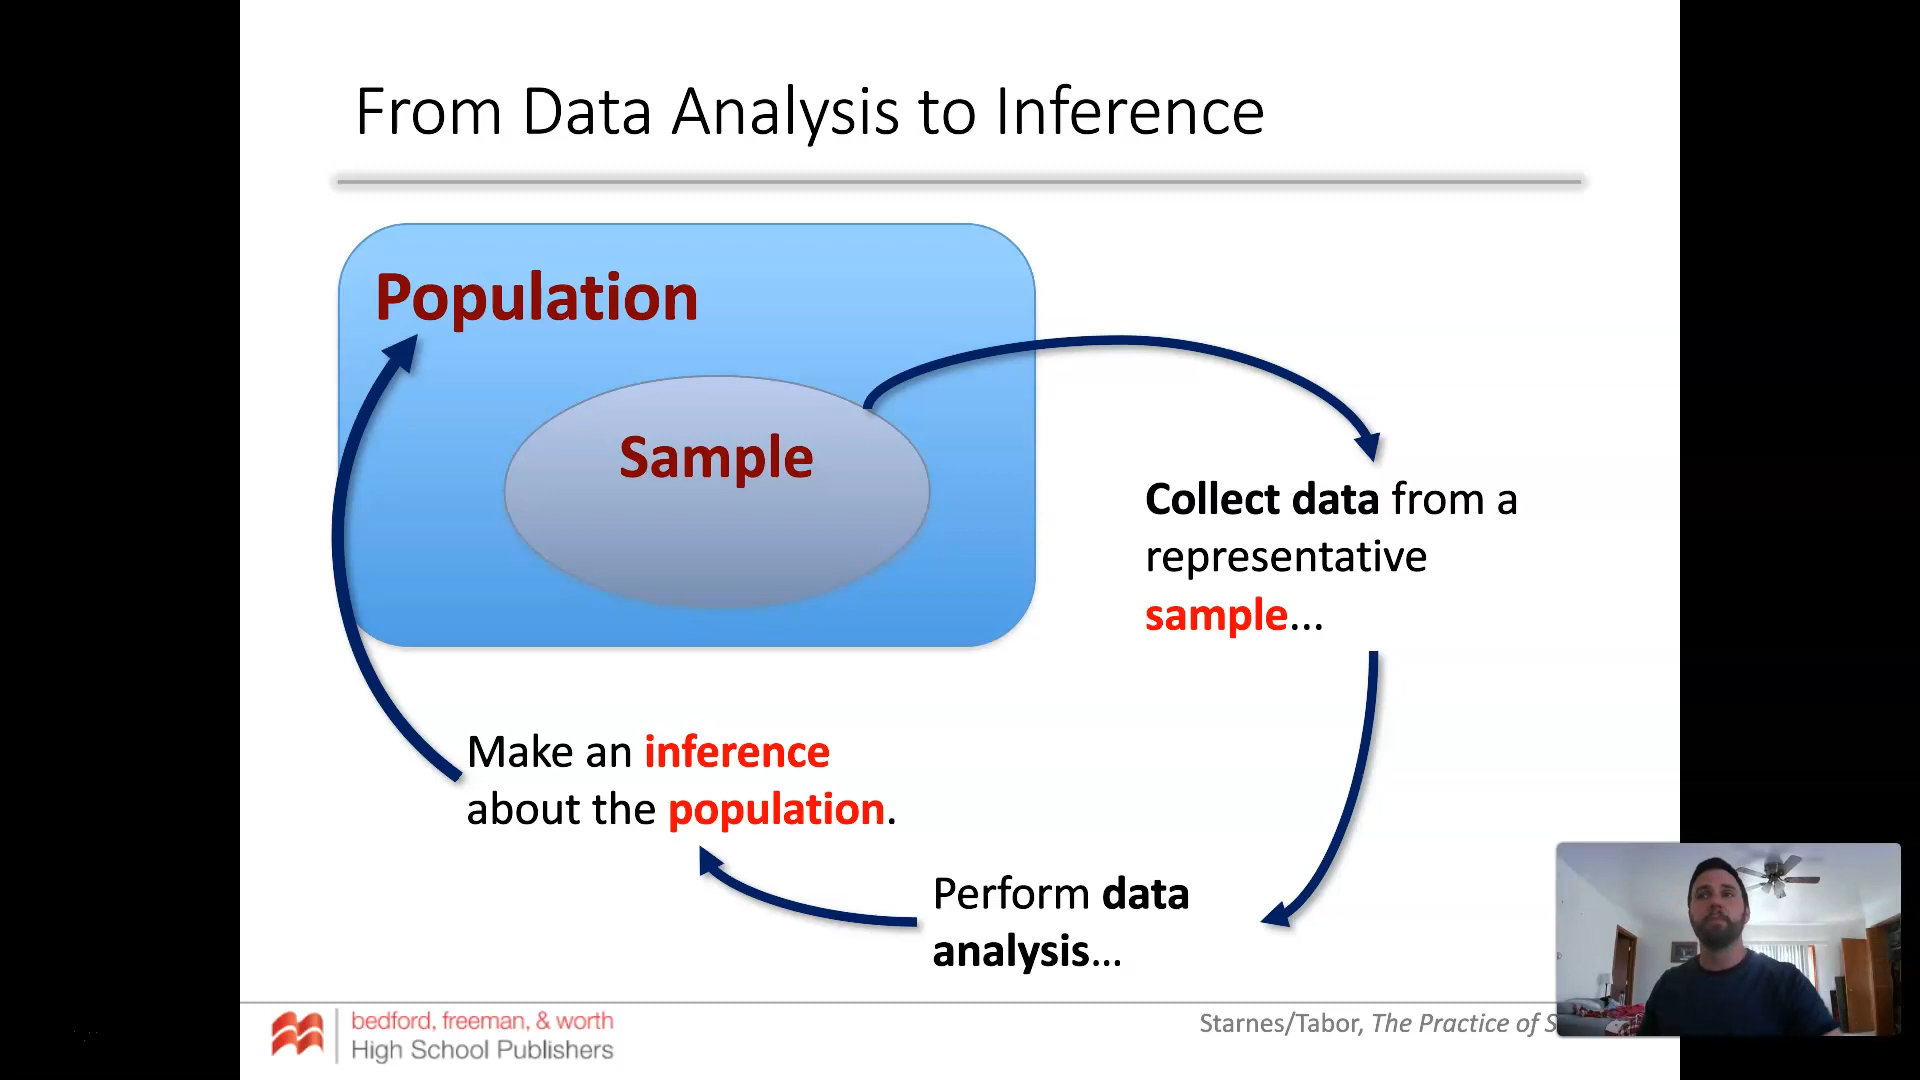 From Data Analysis to Inference
Population
Sample
Collect data from a
representative
sample...
Make an inference
about the population.
Perform data
analysis...
bedford, freeman, & worth
High School Publishers
Starnes/Tabor, The Practice of